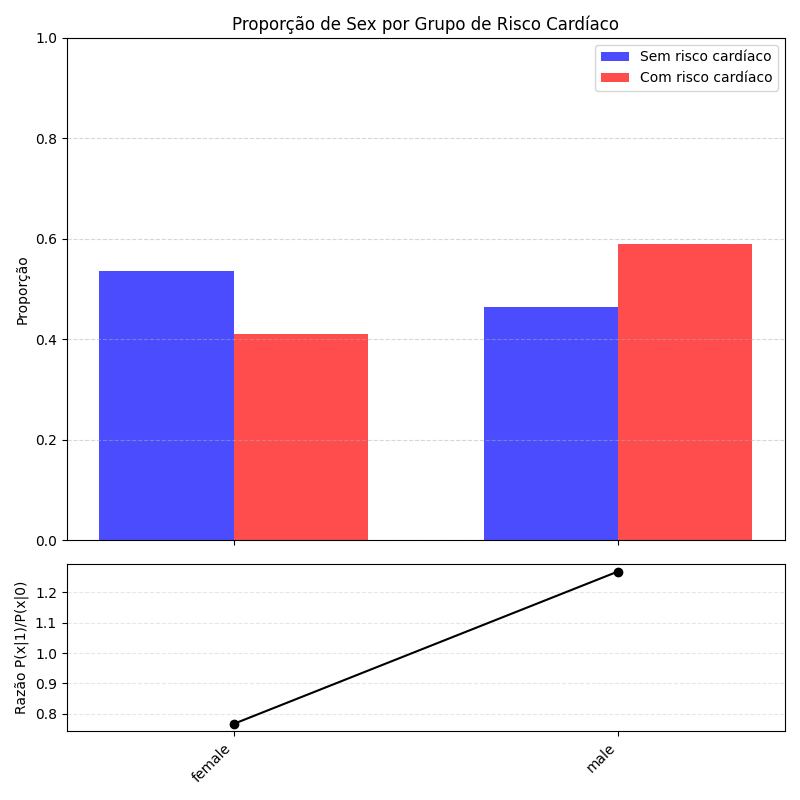 Proporção de Sex por Grupo de Risco Cardíaco
Sem risco cardíaco
Com risco cardíaco
Proporção
1.0
0.8
0.6
0.4
0.2
0.0
Razão P(x|1)/P(x|0)
1.2
1.1
1.0
0.9
0.8
female
male